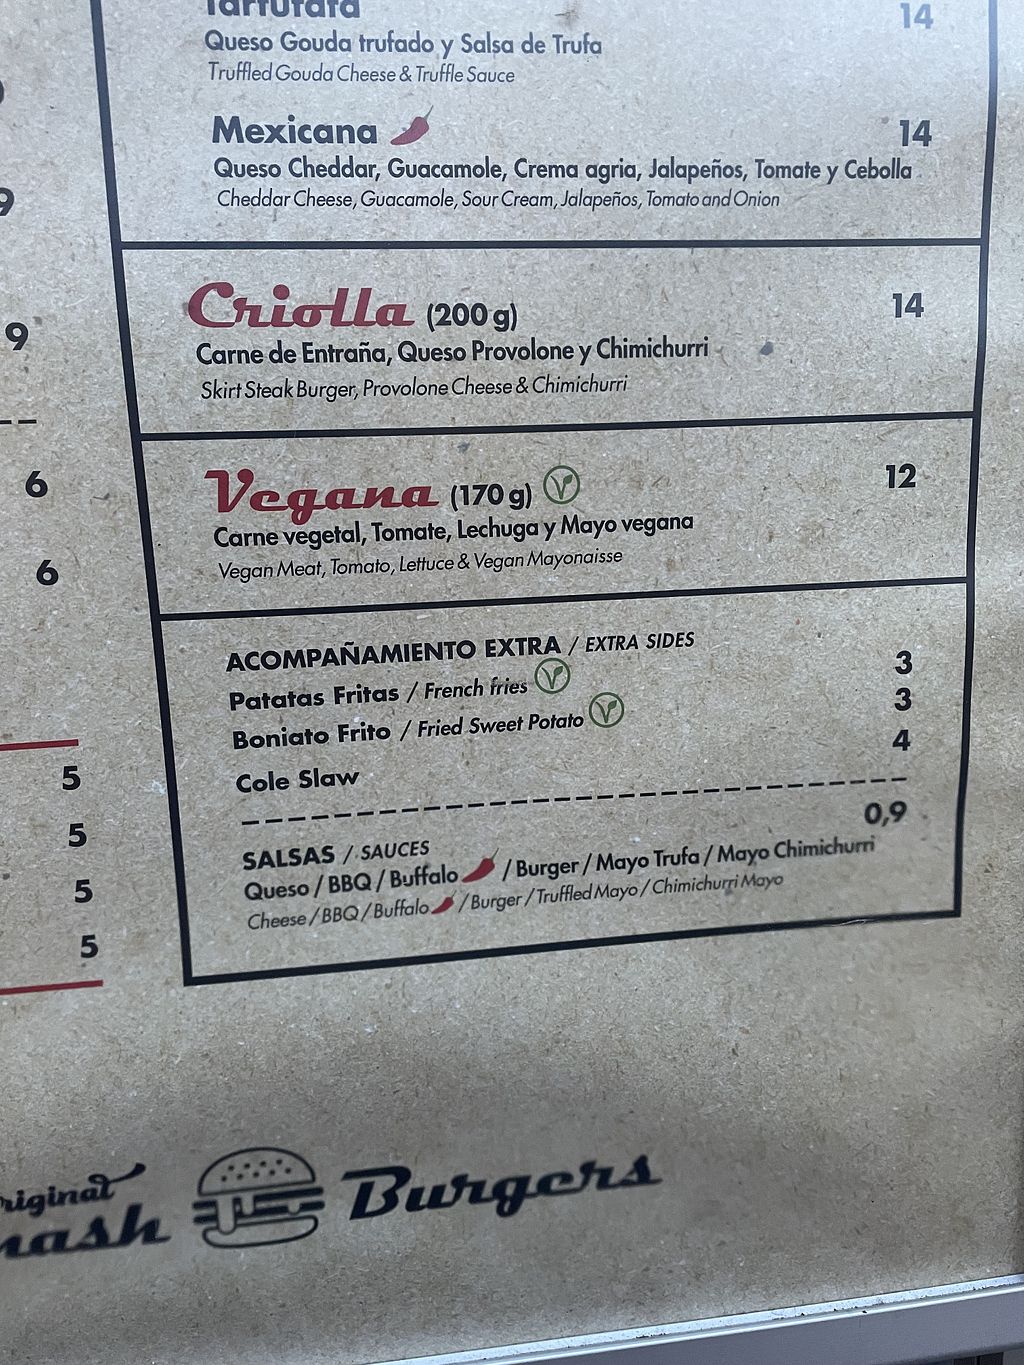 Tartufata 14
Queso Gouda trufado y Salsa de Trufa
Truffled Gouda Cheese & Truffle Sauce
Mexicana 14
Queso Cheddar, Guacamole, Crema agria, Jalapeños, Tomate y Cebolla
Cheddar Cheese, Guacamole, Sour Cream, Jalapeños, Tomato and Onion
9
Criolla (200 g) 14
9
Carne de Entraña, Queso Provolone y Chimichurri
Skirt Steak Burger, Provolone Cheese & Chimichurri
6
Vegana (170 g) V 12
Carne vegetal, Tomate, Lechuga y Mayo vegana
6
Vegan Meat, Tomato, Lettuce & Vegan Mayonaisse
ACOMPAÑAMIENTO EXTRA / EXTRA SIDES
Patatas Fritas / French fries V 3
Boniato Frito / Fried Sweet Potato V 3
Cole Slaw 4
5
5
5
5
SALSAS / SAUCES 0,9
Queso / BBQ / Buffalo / Burger / Mayo Trufa / Mayo Chimichurri
Cheese / BBQ / Buffalo / Burger / Truffled Mayo / Chimichurri Mayo
Burgers